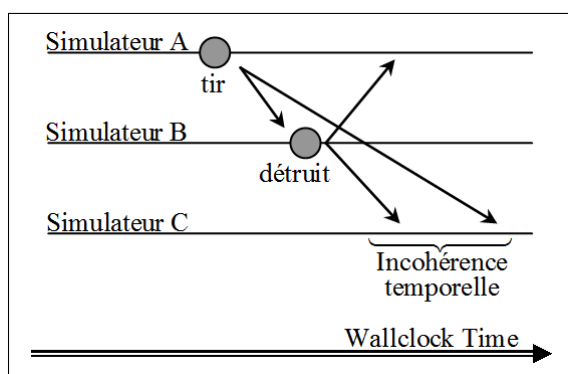 Simulateur A
tir
Simulateur B
détruit
Simulateur C
Incohérence
temporelle
Wallclock Time